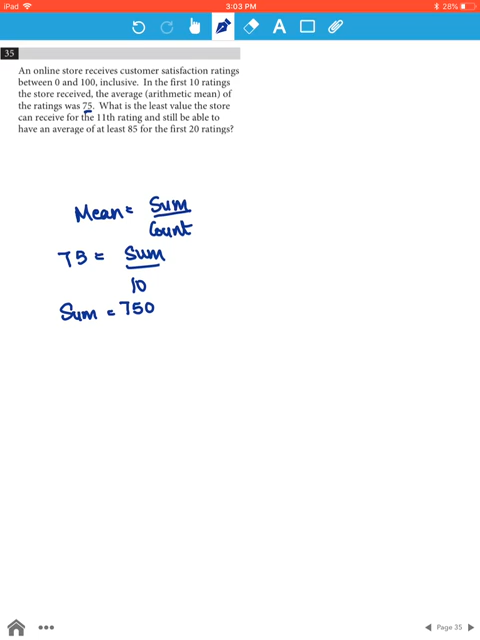 iPad
3:03 PM
28%
A
35
An online store receives customer satisfaction ratings
between 0 and 100, inclusive. In the first 10 ratings
the store received, the average (arithmetic mean) of
the ratings was 75. What is the least value the store
can receive for the 11th rating and still be able to
have an average of at least 85 for the first 20 ratings?
Mean = Sum
Count
75 = Sum
10
Sum = 750
Page 35